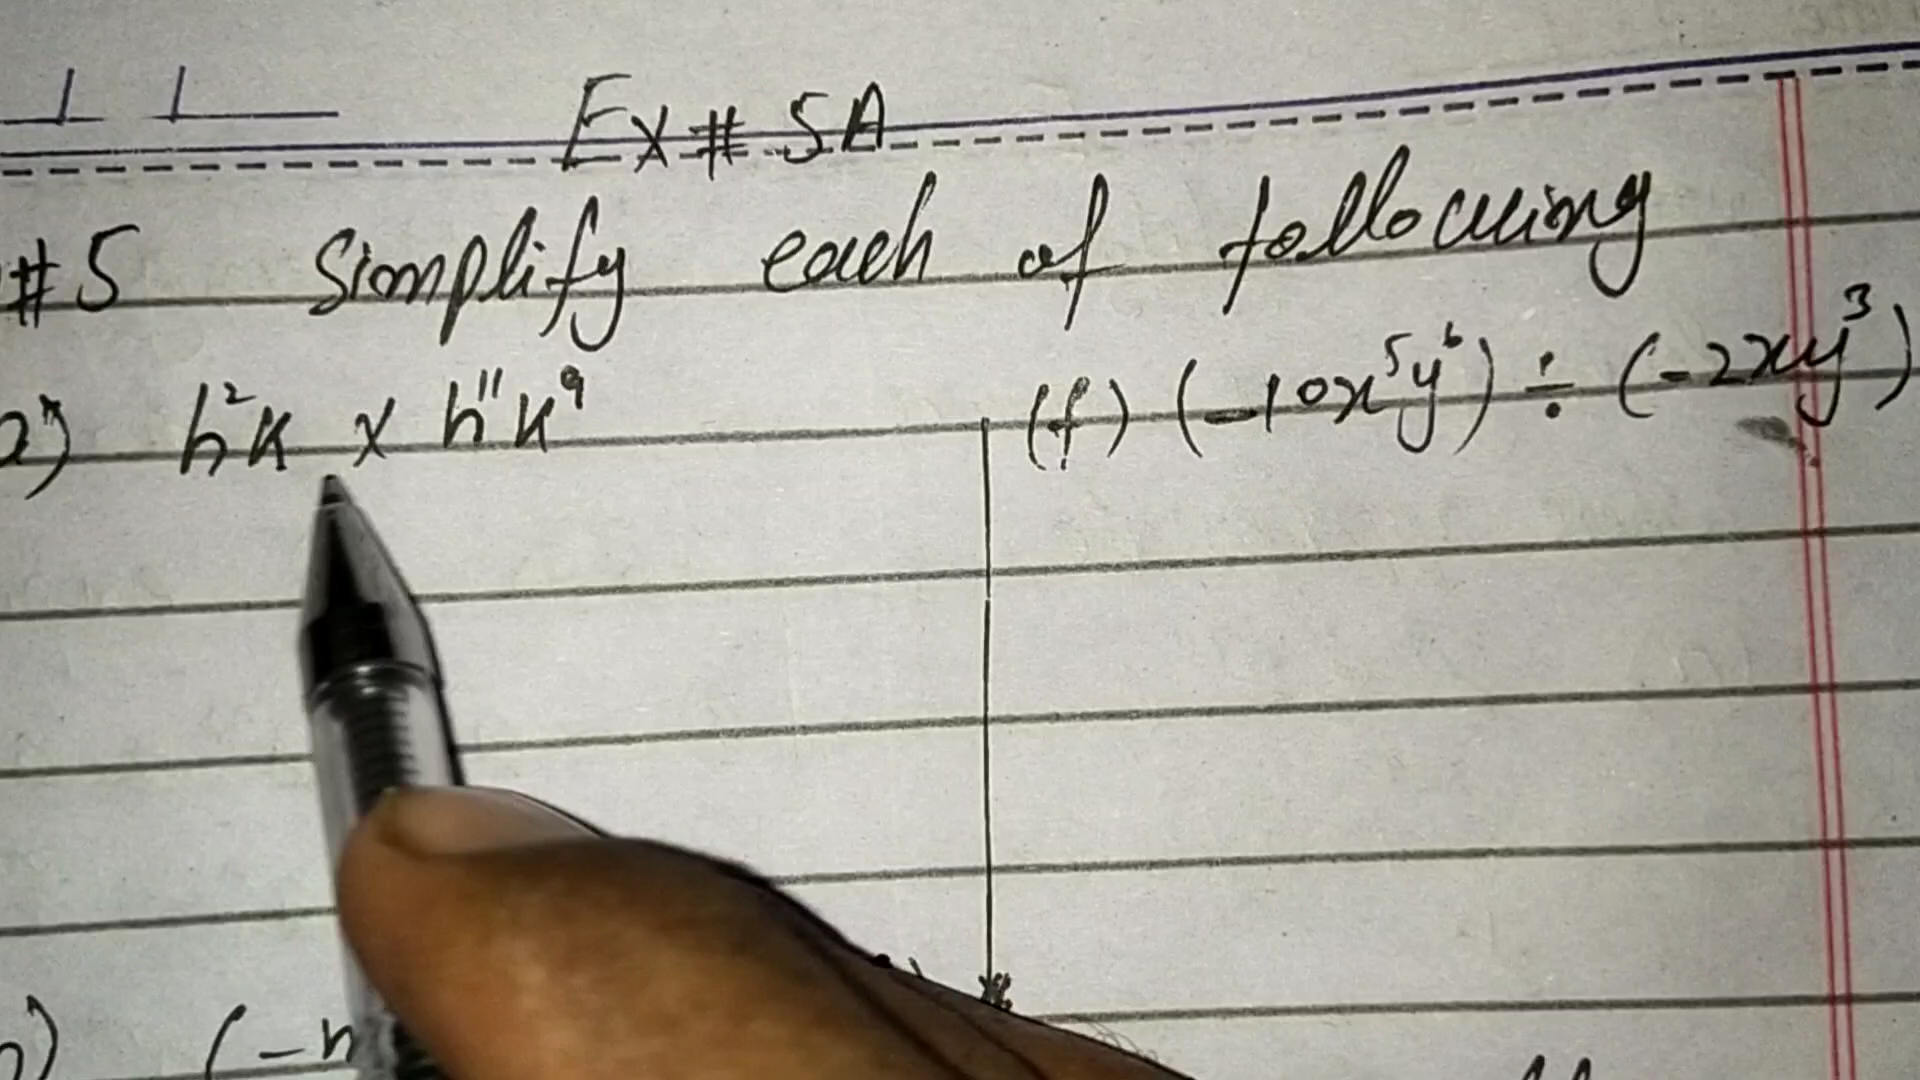 Ex # 5A
#5 Simplify each of following
a) h²k × h¹¹k⁹
(f) (-10x⁵y⁶) ÷ (-2xy³)
(-h